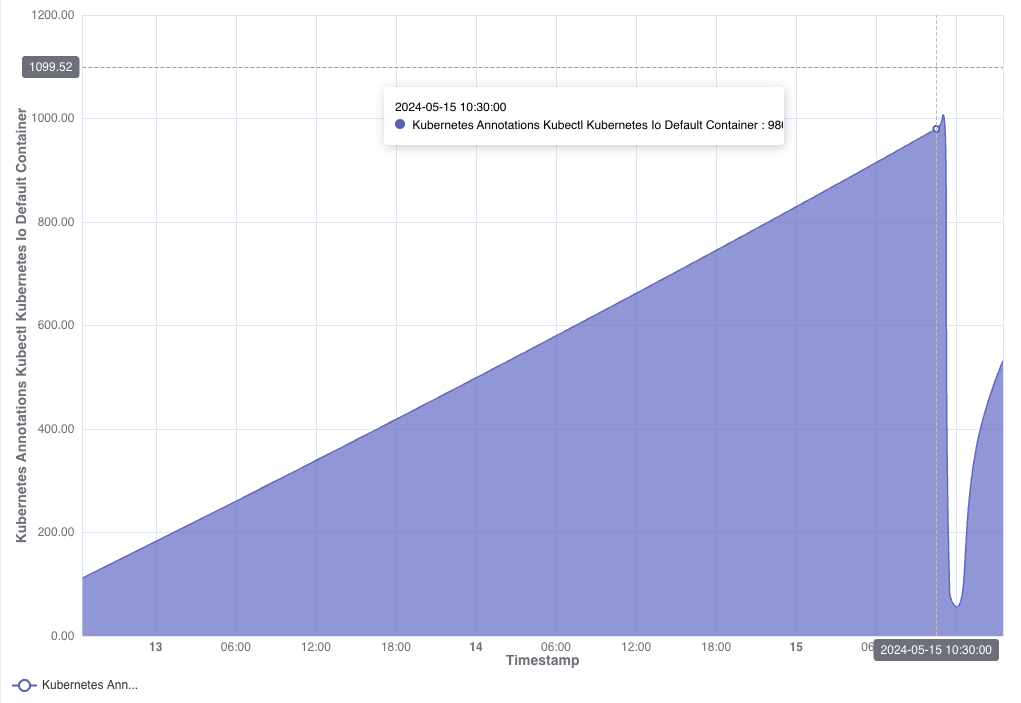 1200.00
1099.52
1000.00
800.00
600.00
400.00
200.00
0.00
Kubernetes Annotations Kubectl Kubernetes Io Default Container
2024-05-15 10:30:00
Kubernetes Annotations Kubectl Kubernetes Io Default Container : 980
13 06:00 12:00 18:00 14 06:00 12:00 18:00 15 06
2024-05-15 10:30:00
Timestamp
Kubernetes Ann...